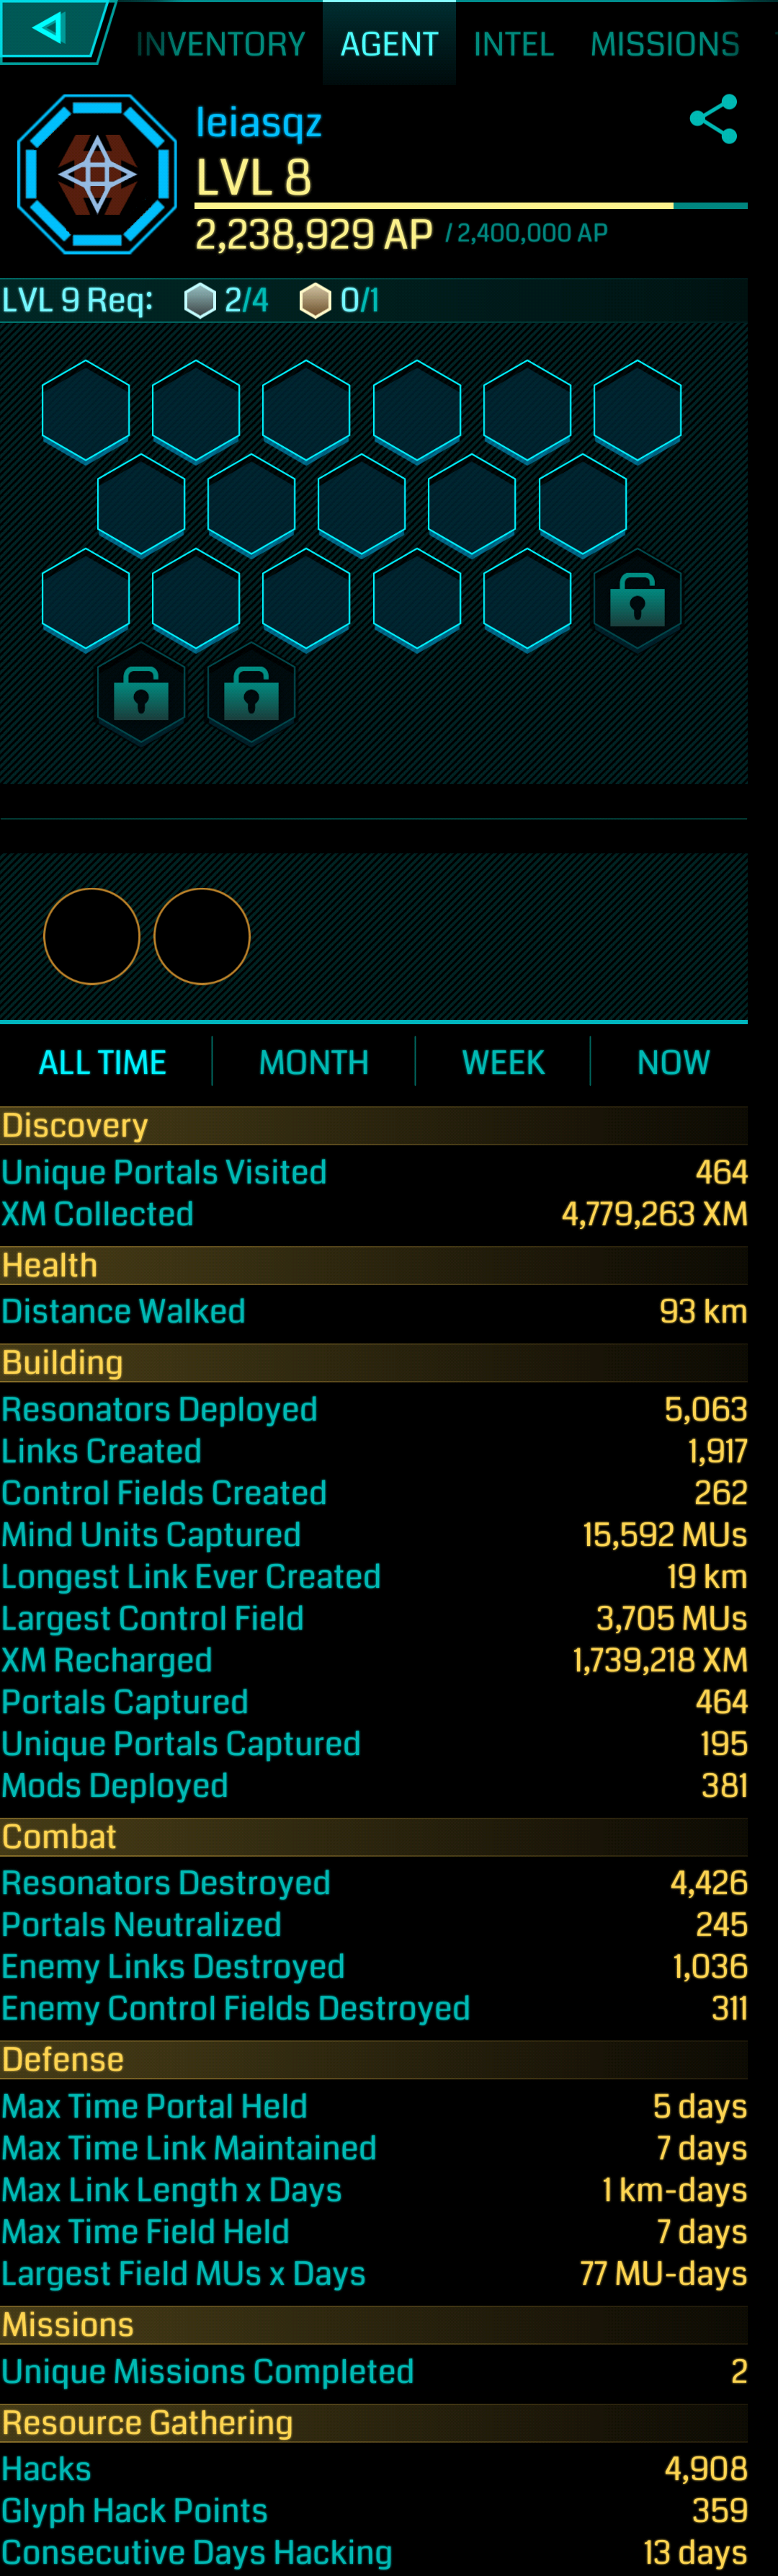 INVENTORY AGENT INTEL MISSIONS
leiasqz
LVL 8
2,238,929 AP / 2,400,000 AP
LVL 9 Req: 2/4 0/1
ALL TIME MONTH WEEK NOW
Discovery
Unique Portals Visited 464
XM Collected 4,779,263 XM
Health
Distance Walked 93 km
Building
Resonators Deployed 5,063
Links Created 1,917
Control Fields Created 262
Mind Units Captured 15,592 MUs
Longest Link Ever Created 19 km
Largest Control Field 3,705 MUs
XM Recharged 1,739,218 XM
Portals Captured 464
Unique Portals Captured 195
Mods Deployed 381
Combat
Resonators Destroyed 4,426
Portals Neutralized 245
Enemy Links Destroyed 1,036
Enemy Control Fields Destroyed 311
Defense
Max Time Portal Held 5 days
Max Time Link Maintained 7 days
Max Link Length x Days 1 km-days
Max Time Field Held 7 days
Largest Field MUs x Days 77 MU-days
Missions
Unique Missions Completed 2
Resource Gathering
Hacks 4,908
Glyph Hack Points 359
Consecutive Days Hacking 13 days